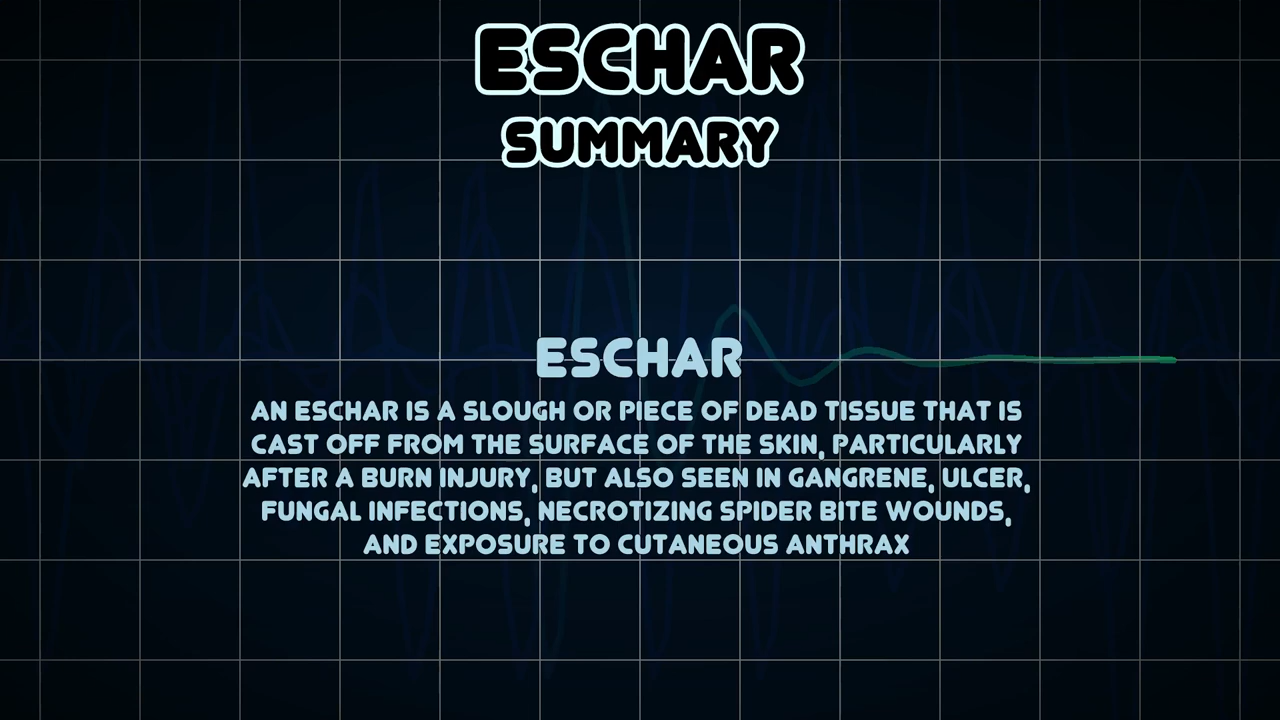 ESCHAR
SUMMARY
ESCHAR
AN ESCHAR IS A SLOUGH OR PIECE OF DEAD TISSUE THAT IS
CAST OFF FROM THE SURFACE OF THE SKIN, PARTICULARLY
AFTER A BURN INJURY, BUT ALSO SEEN IN GANGRENE, ULCER,
FUNGAL INFECTIONS, NECROTIZING SPIDER BITE WOUNDS,
AND EXPOSURE TO CUTANEOUS ANTHRAX